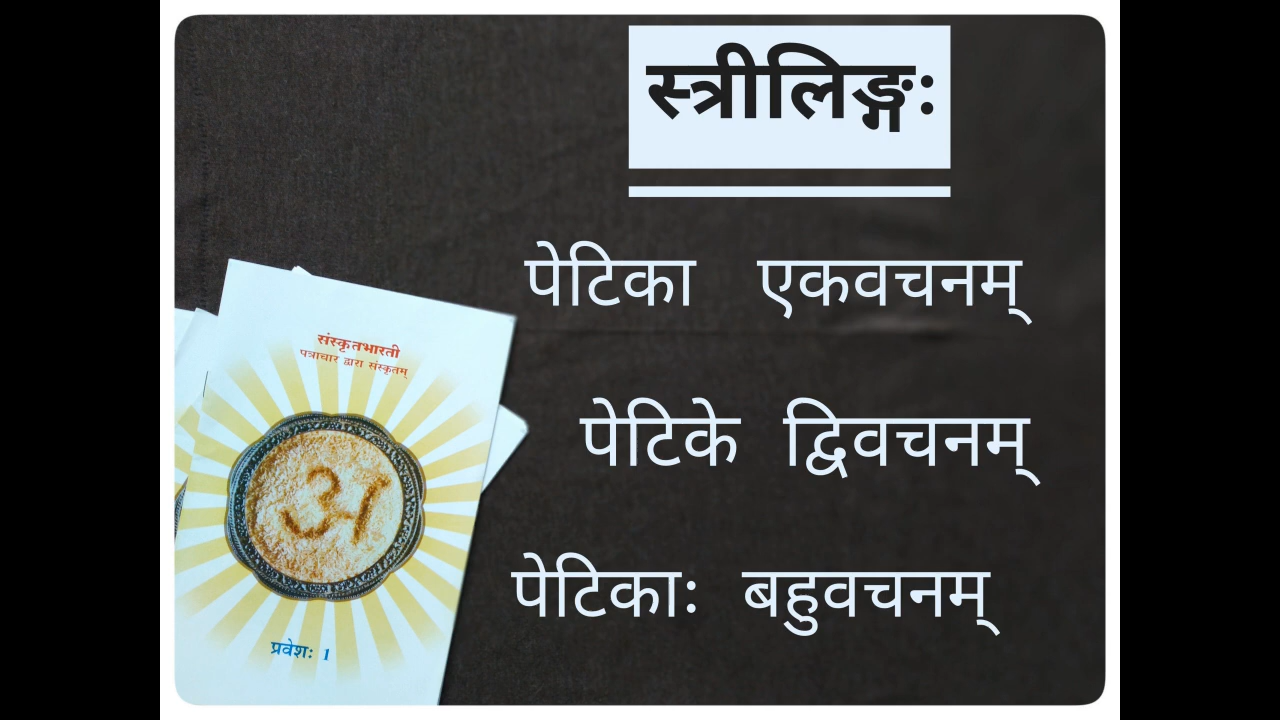 स्त्रीलिङ्गः
पेटिका एकवचनम्
पेटिके द्विवचनम्
पेटिकाः बहुवचनम्
संस्कृतभारती
पत्राचार द्वारा संस्कृतम्
अ
प्रवेशः 1